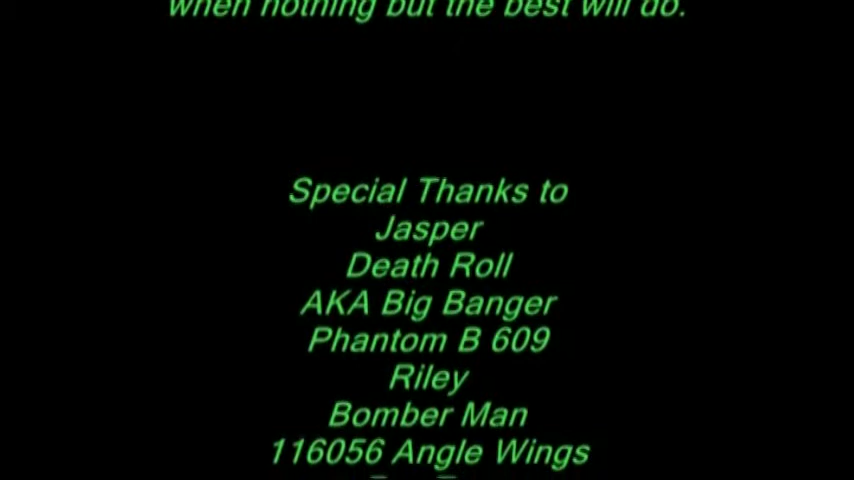 when nothing but the best will do.
Special Thanks to
Jasper
Death Roll
AKA Big Banger
Phantom B 609
Riley
Bomber Man
116056 Angle Wings